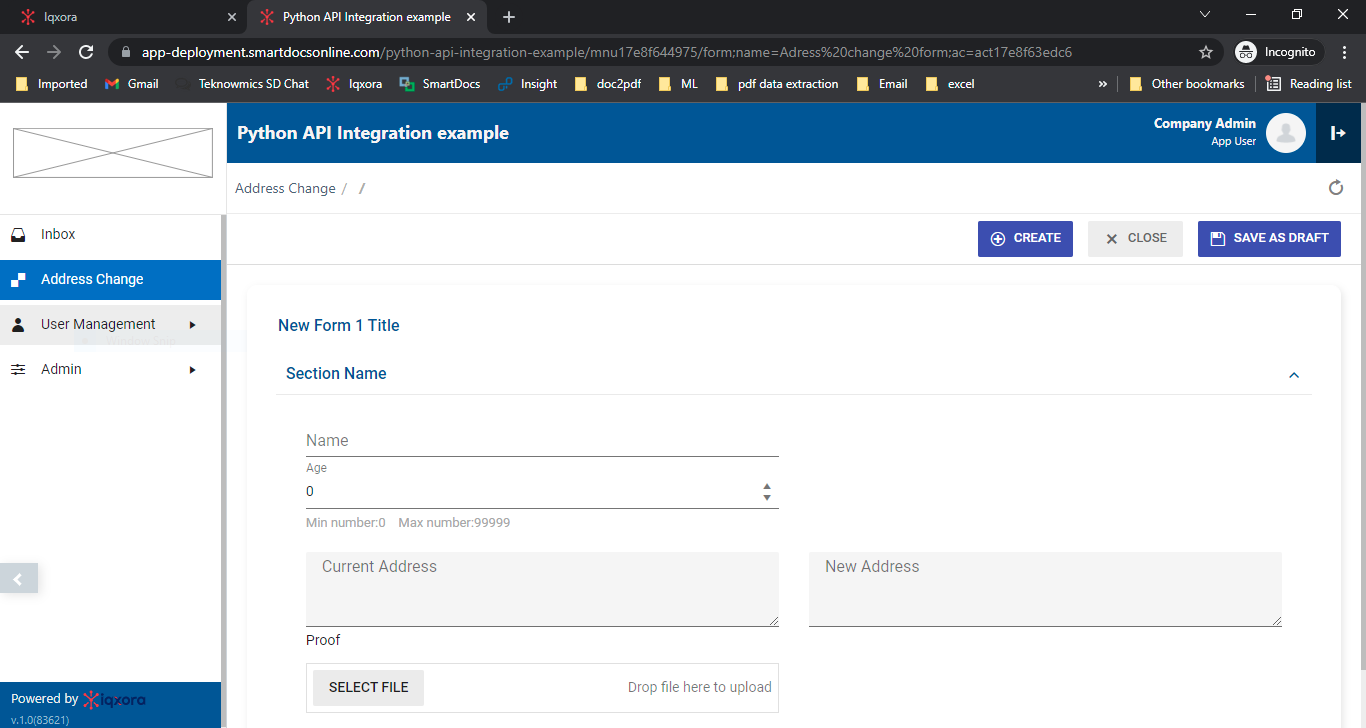 Iqxora
Python API Integration example
app-deployment.smartdocsonline.com/python-api-integration-example/mnu17e8f644975/form;name=Adress%20change%20form;ac=act17e8f63edc6
Incognito
Imported
Gmail
Teknowmics SD Chat
Iqxora
SmartDocs
Insight
doc2pdf
ML
pdf data extraction
Email
excel
»
Other bookmarks
Reading list
Python API Integration example
Company Admin
App User
Address Change / /
Inbox
Address Change
User Management
Admin
CREATE
CLOSE
SAVE AS DRAFT
New Form 1 Title
Section Name
Name
Age
0
Min number:0 Max number:99999
Current Address
New Address
Proof
SELECT FILE
Drop file here to upload
Powered by iqxora
v.1.0(83621)